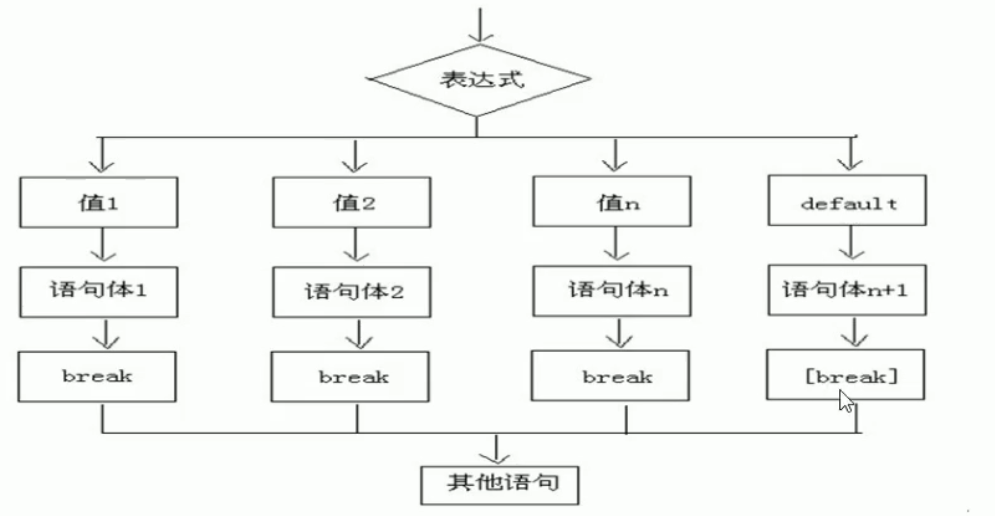 表达式
值1
值2
值n
default
语句体1
语句体2
语句体n
语句体n+1
break
break
break
[break]
其他语句